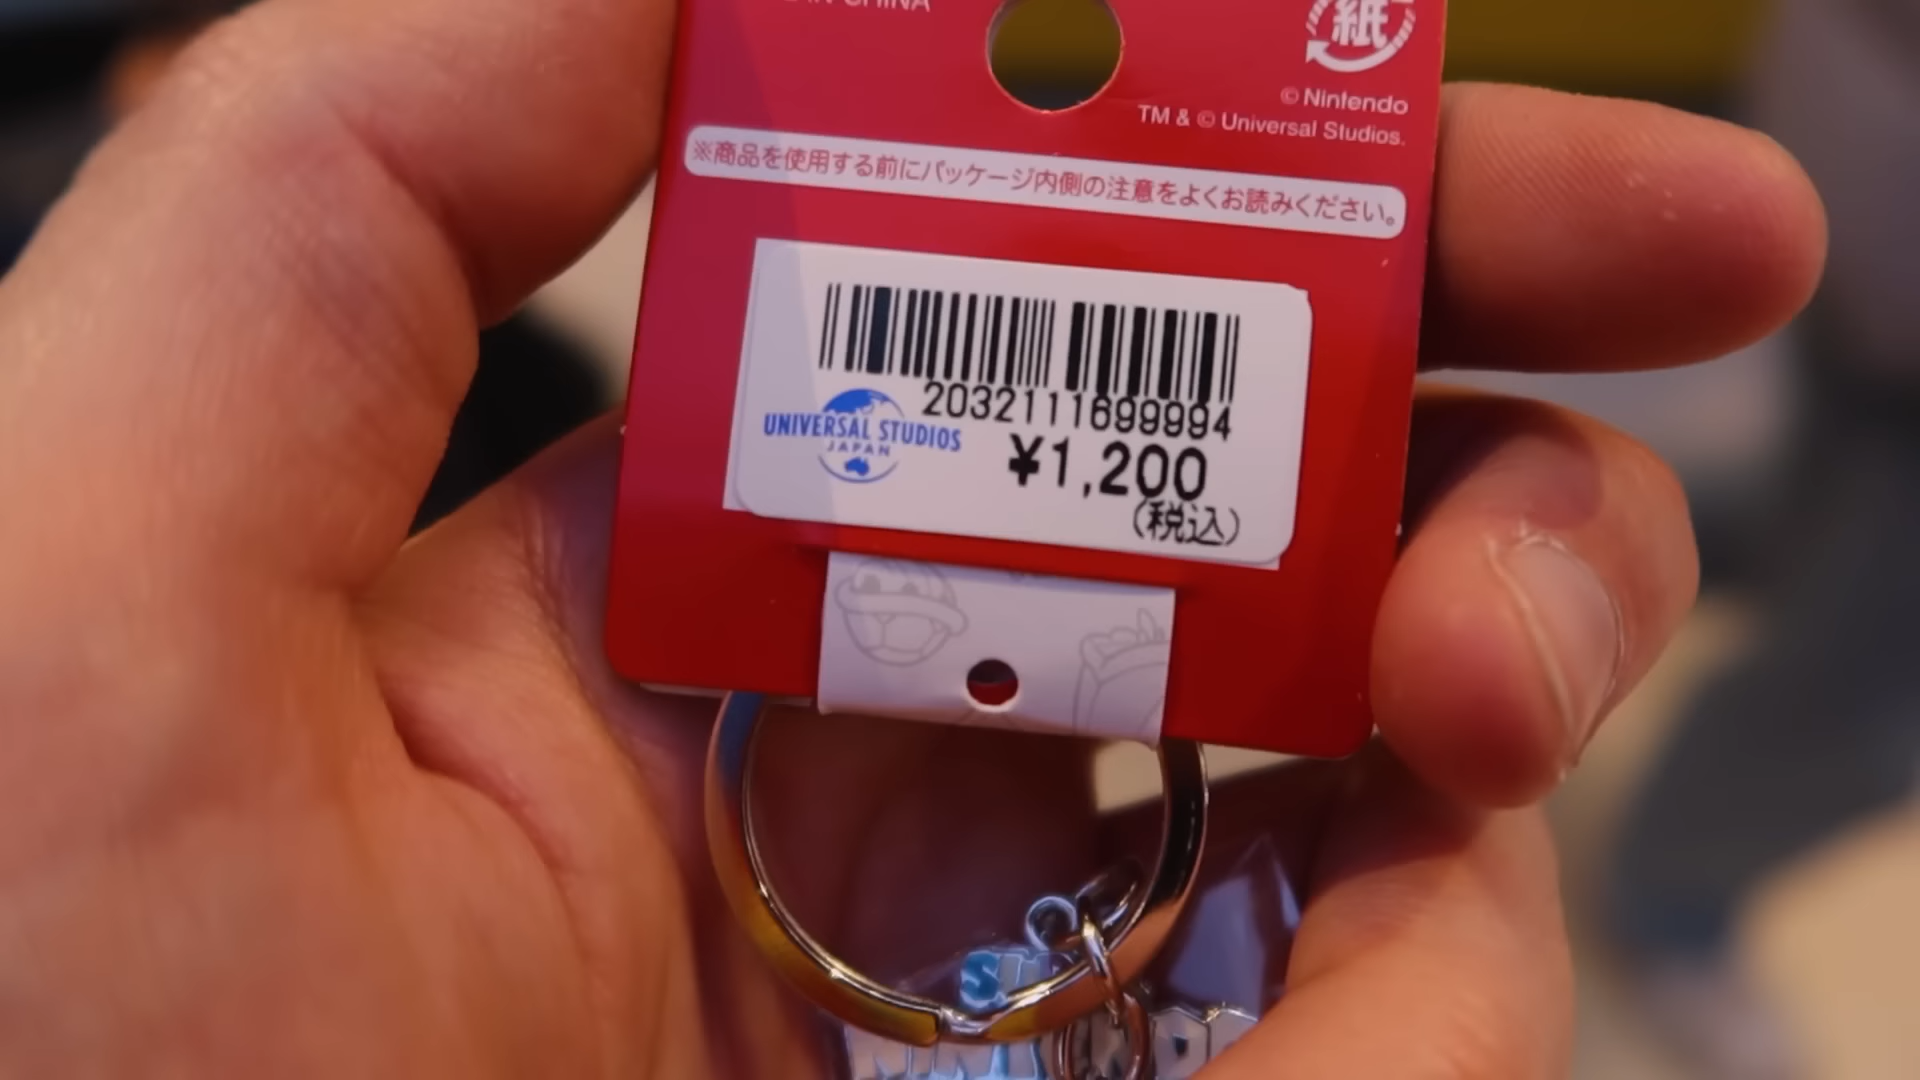 CHINA
紙
© Nintendo
TM & © Universal Studios.
※商品を使用する前にパッケージ内側の注意をよくお読みください。
2032111699994
UNIVERSAL STUDIOS
JAPAN
¥1,200
(税込)